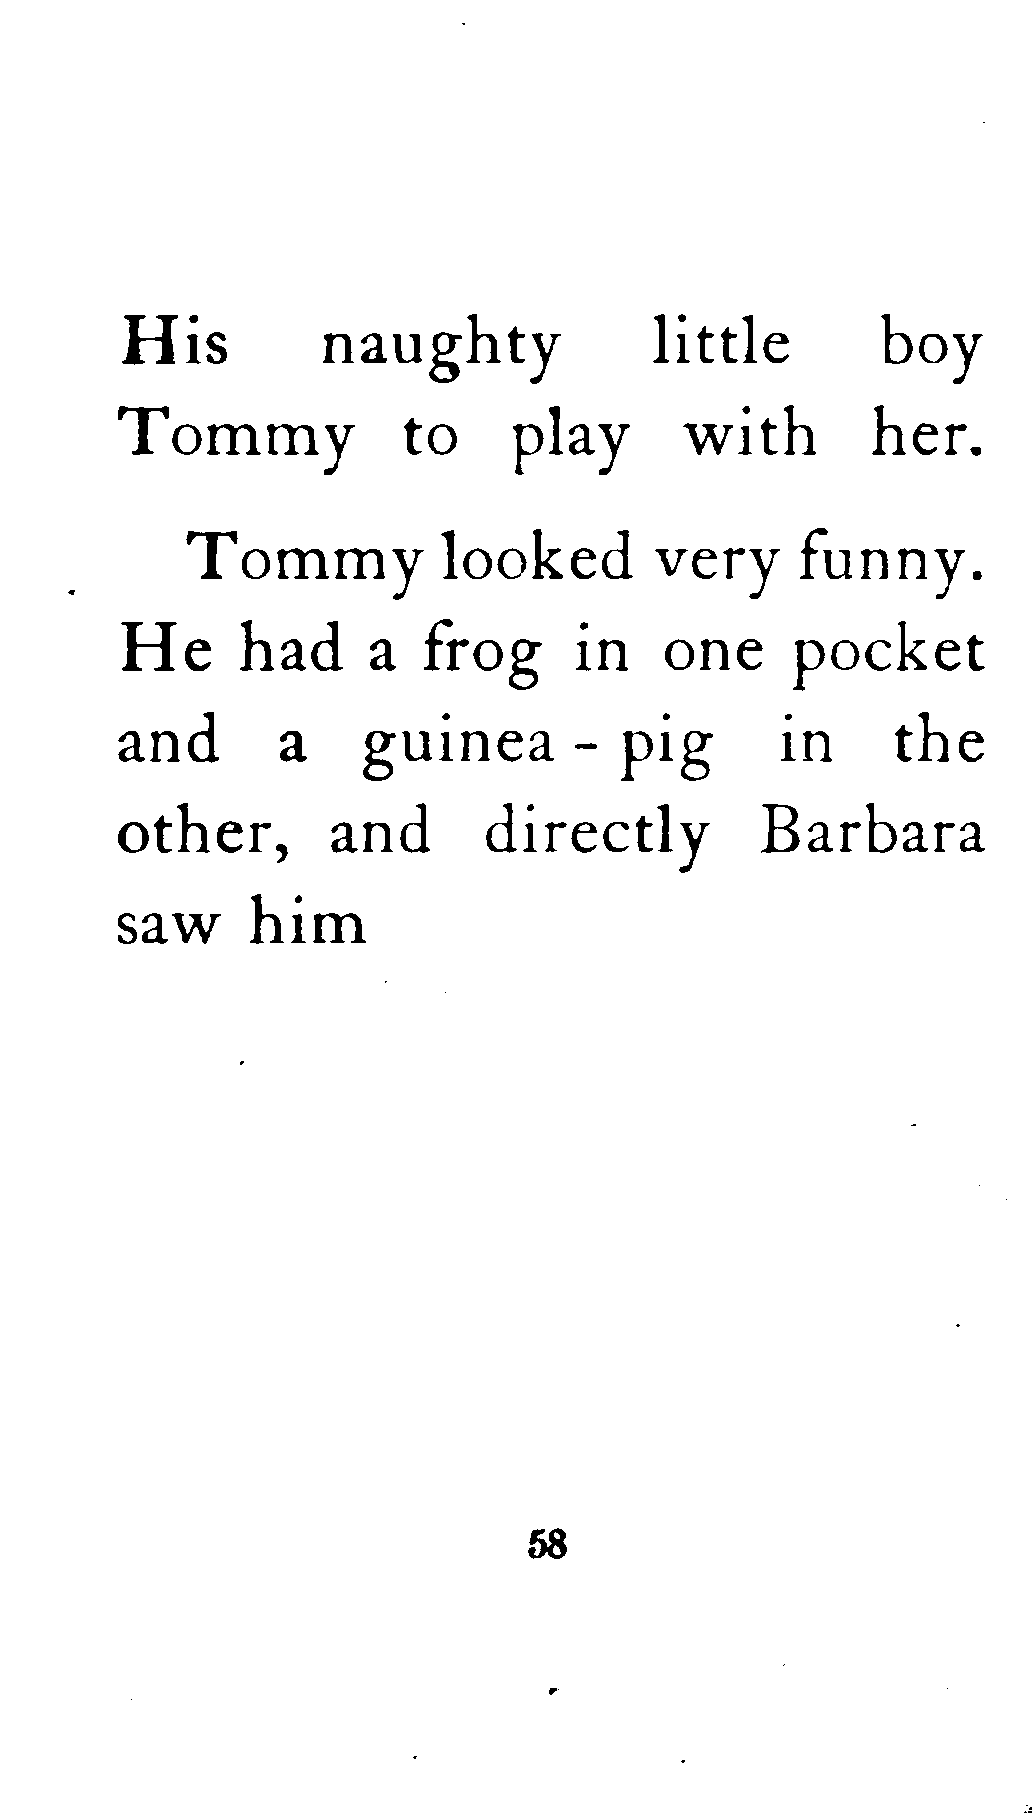 His naughty little boy
Tommy to play with her.
Tommy looked very funny.
He had a frog in one pocket
and a guinea - pig in the
other, and directly Barbara
saw him
58